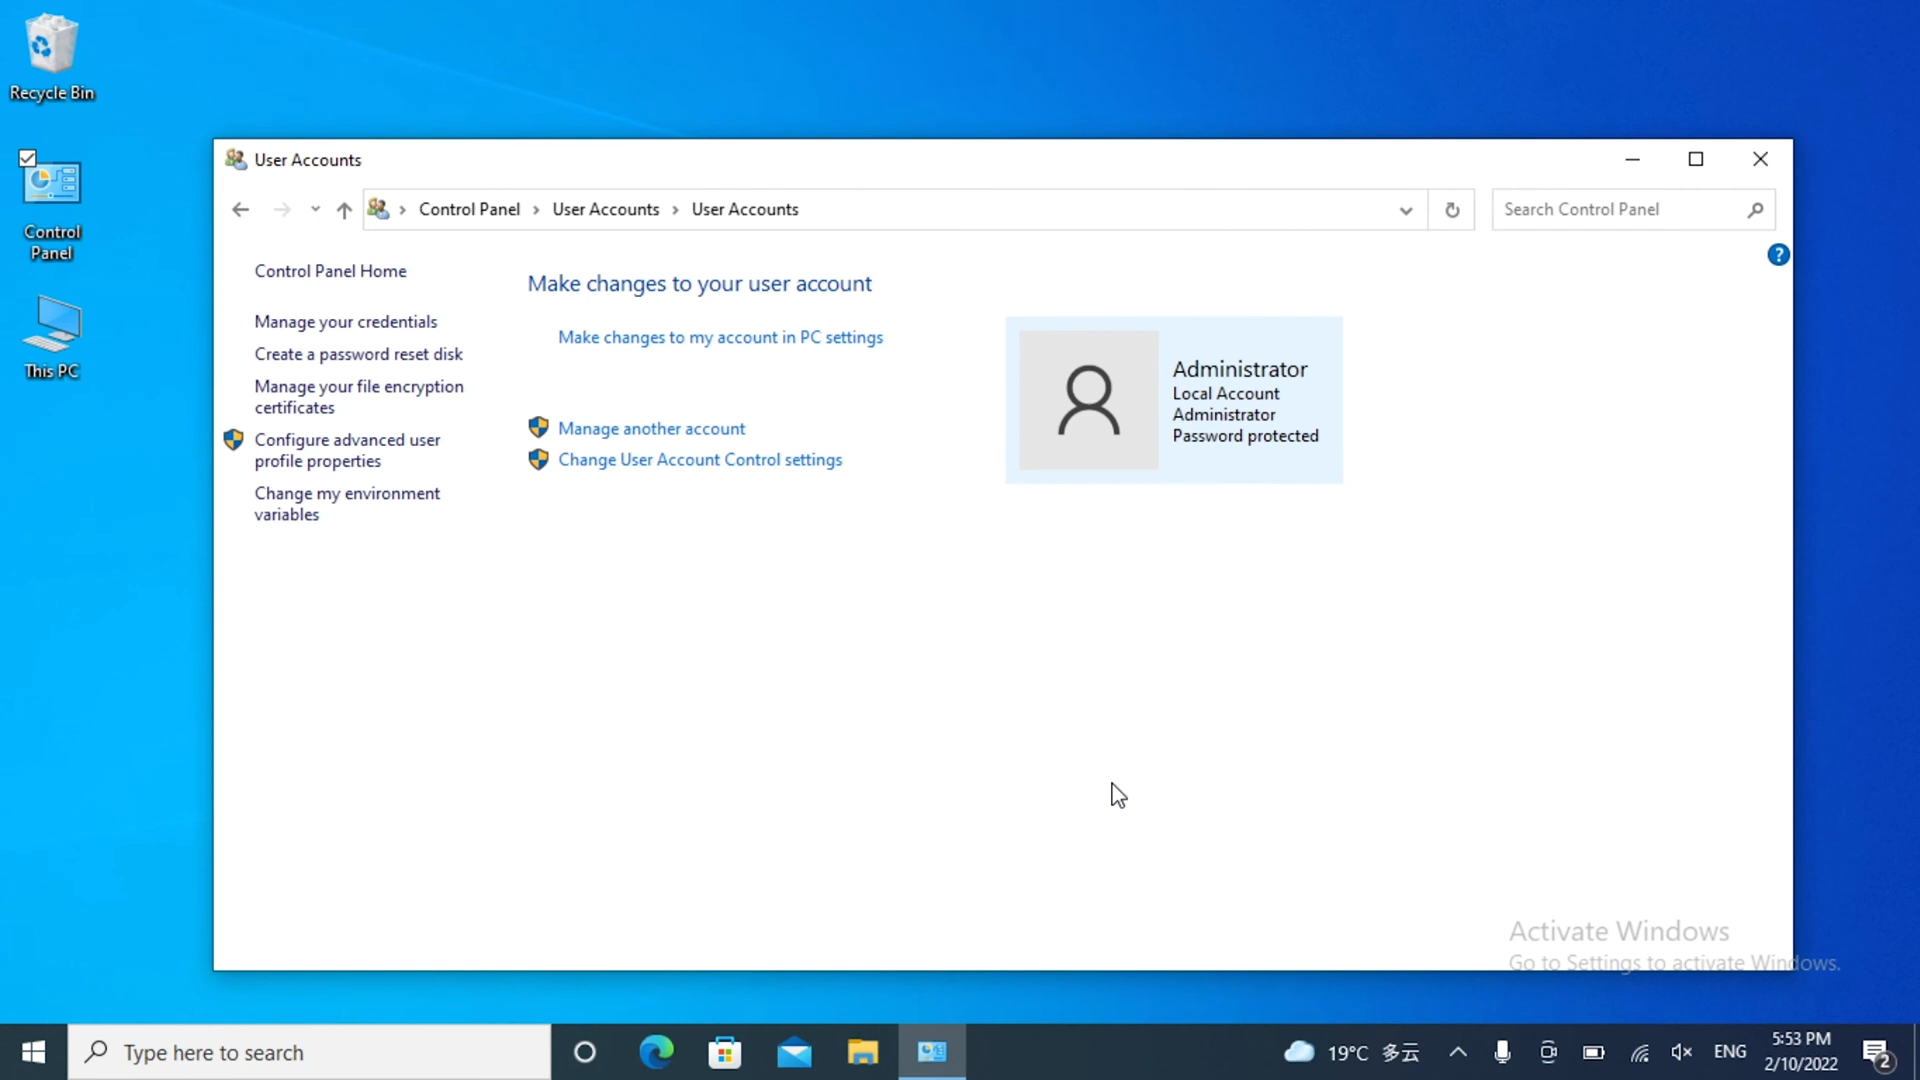 Recycle Bin
Control
Panel
This PC
User Accounts
Control Panel
User Accounts
User Accounts
Search Control Panel
?
Control Panel Home
Manage your credentials
Create a password reset disk
Manage your file encryption
certificates
Configure advanced user
profile properties
Change my environment
variables
Make changes to your user account
Make changes to my account in PC settings
Manage another account
Change User Account Control settings
Administrator
Local Account
Administrator
Password protected
Activate Windows
Go to Settings to activate Windows.
Type here to search
19°C 多云
ENG
5:53 PM
2/10/2022
2